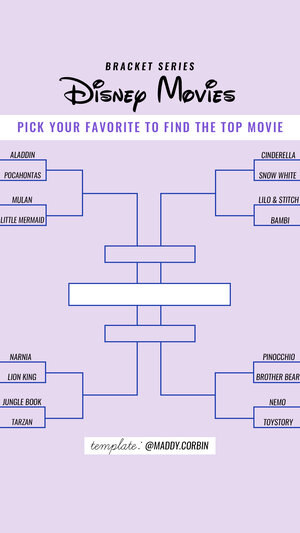 BRACKET SERIES
Disney Movies
PICK YOUR FAVORITE TO FIND THE TOP MOVIE
ALADDIN
POCAHONTAS
MULAN
LITTLE MERMAID
CINDERELLA
SNOW WHITE
LILO & STITCH
BAMBI
NARNIA
LION KING
JUNGLE BOOK
TARZAN
PINOCCHIO
BROTHER BEAR
NEMO
TOYSTORY
template: @MADDY.CORBIN